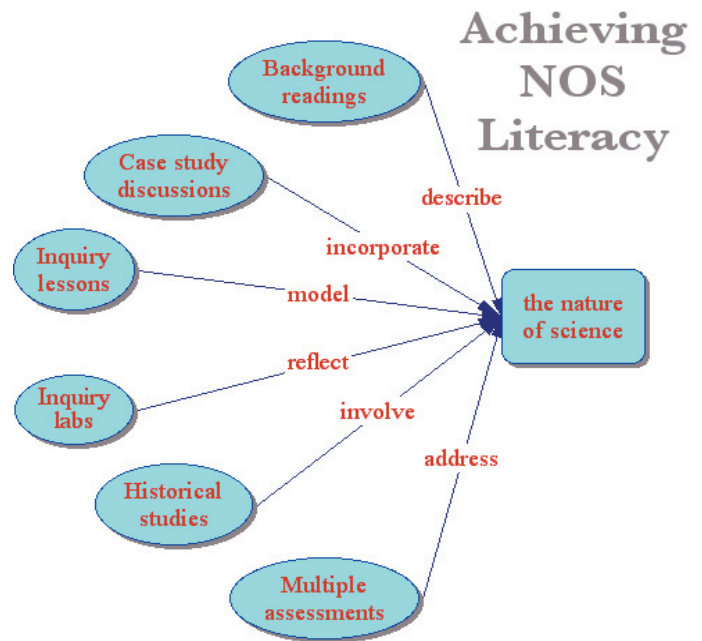 Achieving
NOS
Literacy
Background
readings
describe
Case study
discussions
incorporate
Inquiry
lessons
model
the nature
of science
Inquiry
labs
reflect
Historical
studies
involve
Multiple
assessments
address